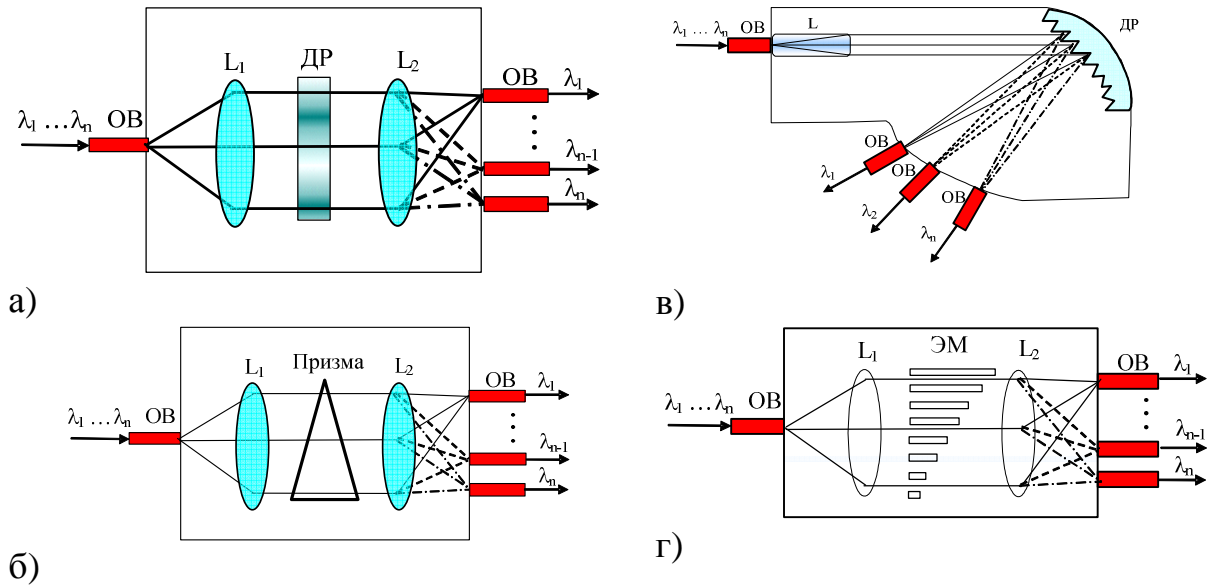 λ₁ …λₙ
ОВ
L₁
ДР
L₂
ОВ
λ₁
λₙ₋₁
λₙ
а)
λ₁ … λₙ
ОВ
L
ДР
ОВ
ОВ
ОВ
λ₁
λ₂
λₙ
в)
λ₁ …λₙ
ОВ
L₁
Призма
L₂
ОВ
λ₁
λₙ₋₁
λₙ
б)
λ₁ …λₙ
ОВ
L₁
ЭМ
L₂
ОВ
λ₁
λₙ₋₁
λₙ
г)